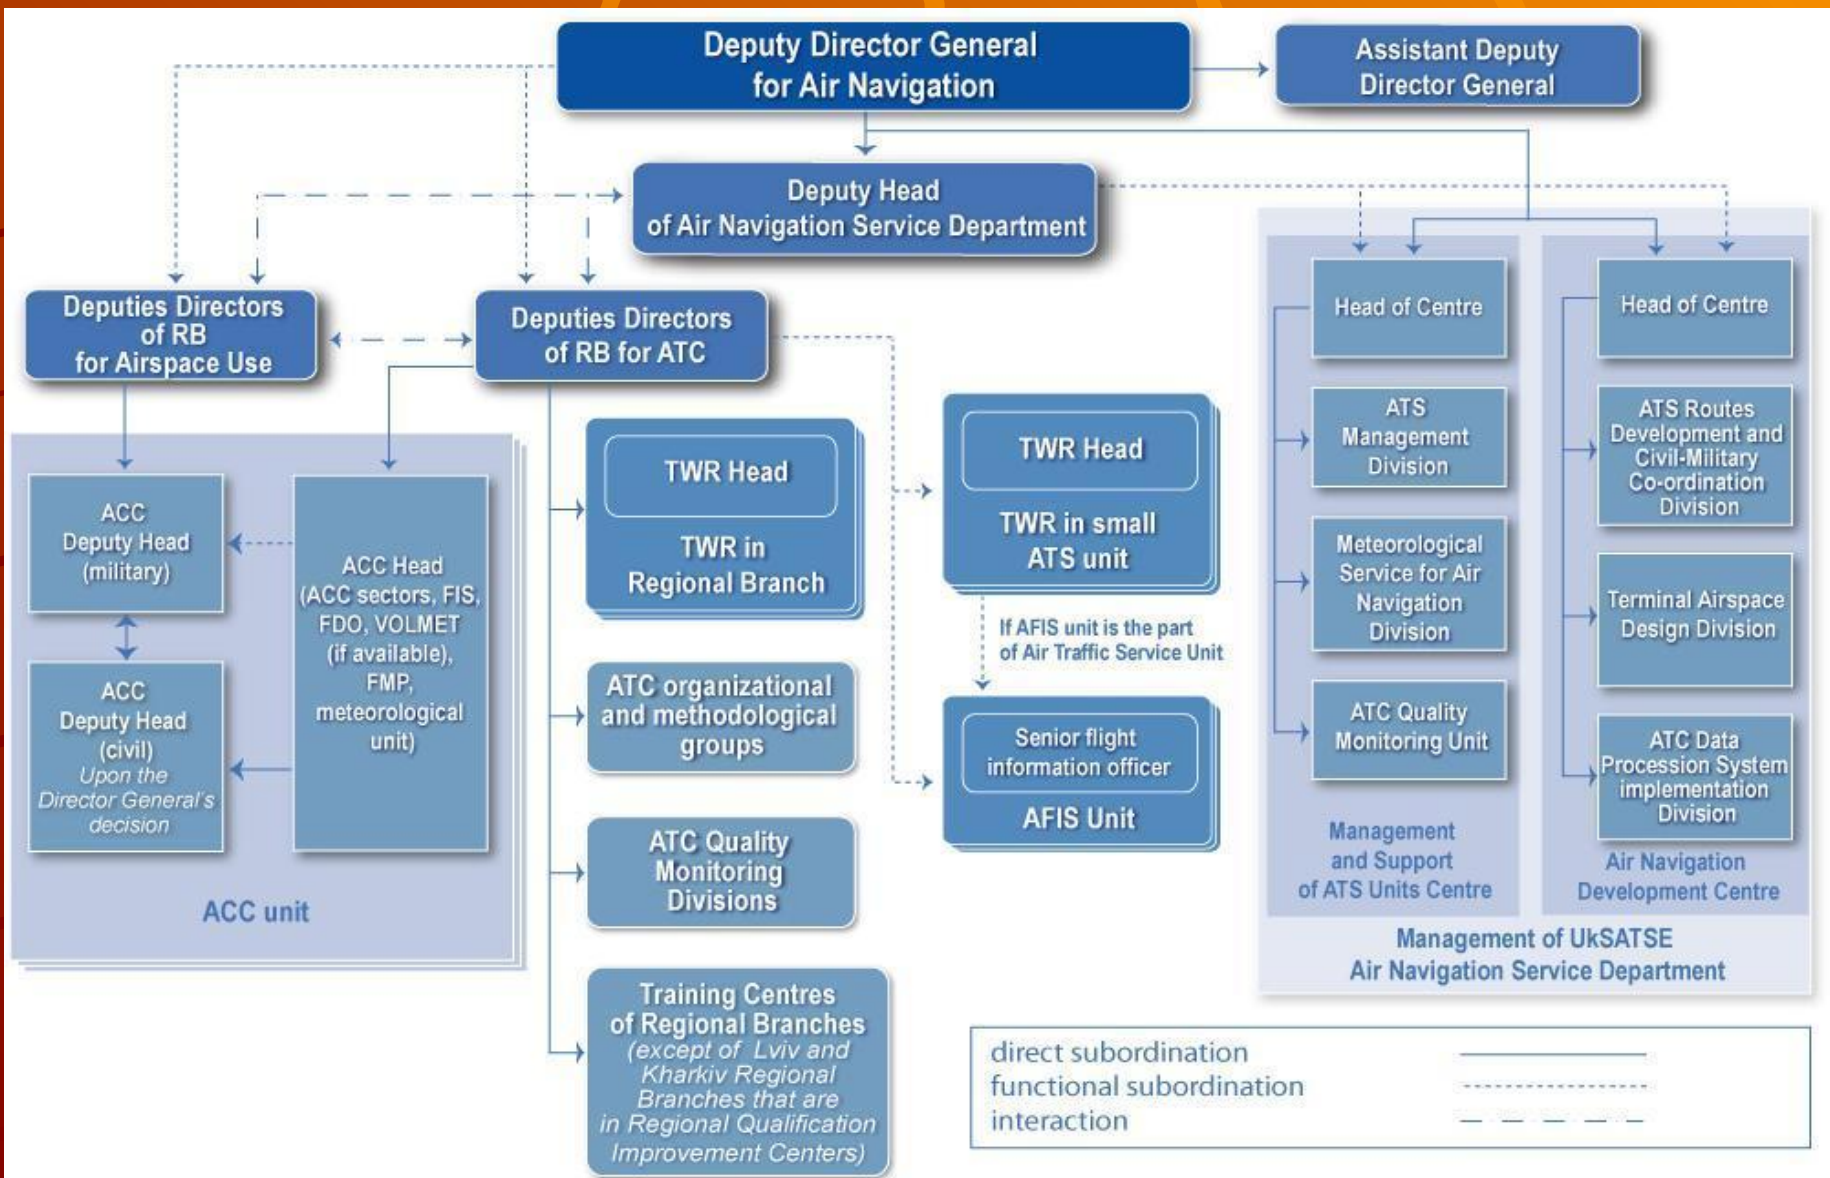 Deputy Director General
for Air Navigation
Assistant Deputy
Director General
Deputy Head
of Air Navigation Service Department
Deputies Directors
of RB
for Airspace Use
Deputies Directors
of RB for ATC
ACC
Deputy Head
(military)
ACC
Deputy Head
(civil)
Upon the
Director General's
decision
ACC Head
(ACC sectors, FIS,
FDO, VOLMET
(if available),
FMP,
meteorological
unit)
ACC unit
TWR Head
TWR in
Regional Branch
ATC organizational
and methodological
groups
ATC Quality
Monitoring
Divisions
Training Centres
of Regional Branches
(except of Lviv and
Kharkiv Regional
Branches that are
in Regional Qualification
Improvement Centers)
TWR Head
TWR in small
ATS unit
If AFIS unit is the part
of Air Traffic Service Unit
Senior flight
information officer
AFIS Unit
Head of Centre
ATS
Management
Division
Meteorological
Service for Air
Navigation
Division
ATC Quality
Monitoring Unit
Management
and Support
of ATS Units Centre
Head of Centre
ATS Routes
Development and
Civil-Military
Co-ordination
Division
Terminal Airspace
Design Division
ATC Data
Procession System
implementation
Division
Air Navigation
Development Centre
Management of UkSATSE
Air Navigation Service Department
direct subordination
functional subordination
interaction